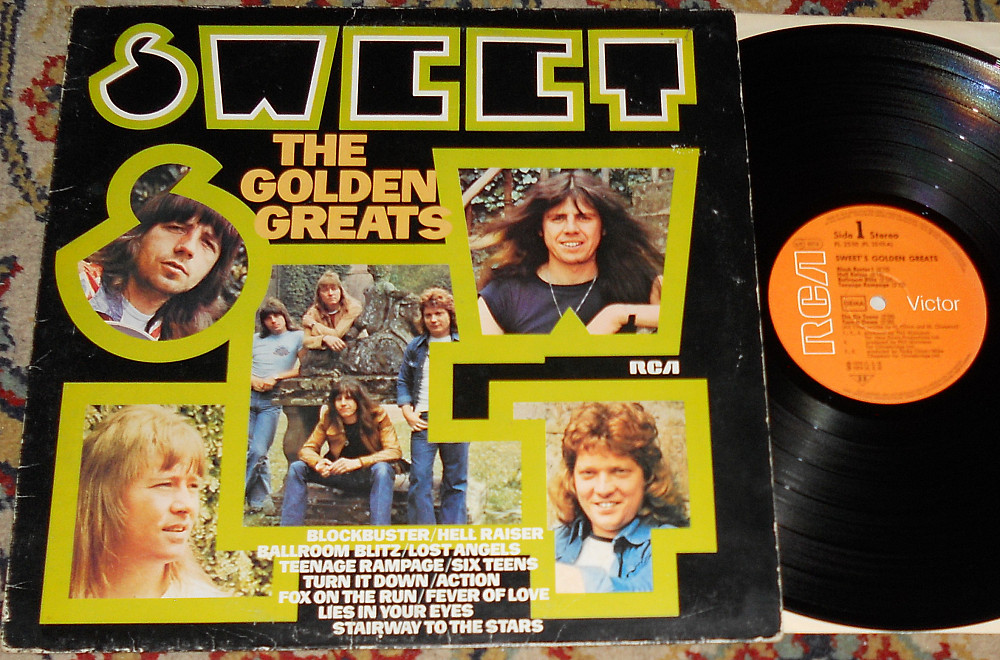 SWEET
THE
GOLDEN
GREATS
RCA
BLOCKBUSTER/HELL RAISER
BALLROOM BLITZ/LOST ANGELS
TEENAGE RAMPAGE/SIX TEENS
TURN IT DOWN/ACTION
FOX ON THE RUN/FEVER OF LOVE
LIES IN YOUR EYES
STAIRWAY TO THE STARS
Side 1 Stereo
SWEET'S GOLDEN GREATS
RCA Victor